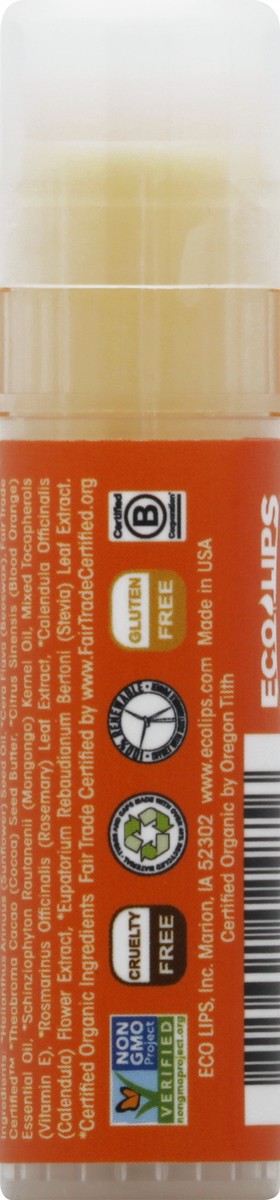 Ingredients: *Helianthus Annuus (Sunflower) Seed Oil, *Cera Flava (Beeswax), Fair Trade
Certified™ *Theobroma Cacao (Cocoa) Seed Butter, *Citrus Sinensis (Blood Orange)
Essential Oil, *Schinziophyton Rautanenii (Mongongo) Kernel Oil, Mixed Tocopherols
(Vitamin E), *Rosmarinus Officinalis (Rosemary) Leaf Extract, *Calendula Officinalis
(Calendula) Flower Extract, *Eupatorium Rebaudianum Bertoni (Stevia) Leaf Extract.
*Certified Organic Ingredients Fair Trade Certified by www.FairTradeCertified.org
NON
GMO
Project
VERIFIED
nongmoproject.org
CRUELTY
FREE
GLUTEN
FREE
Certified
B
Corporation
ECO LIPS, Inc. Marion, IA 52302 www.ecolips.com Made in USA
Certified Organic by Oregon Tilth
ECO LIPS